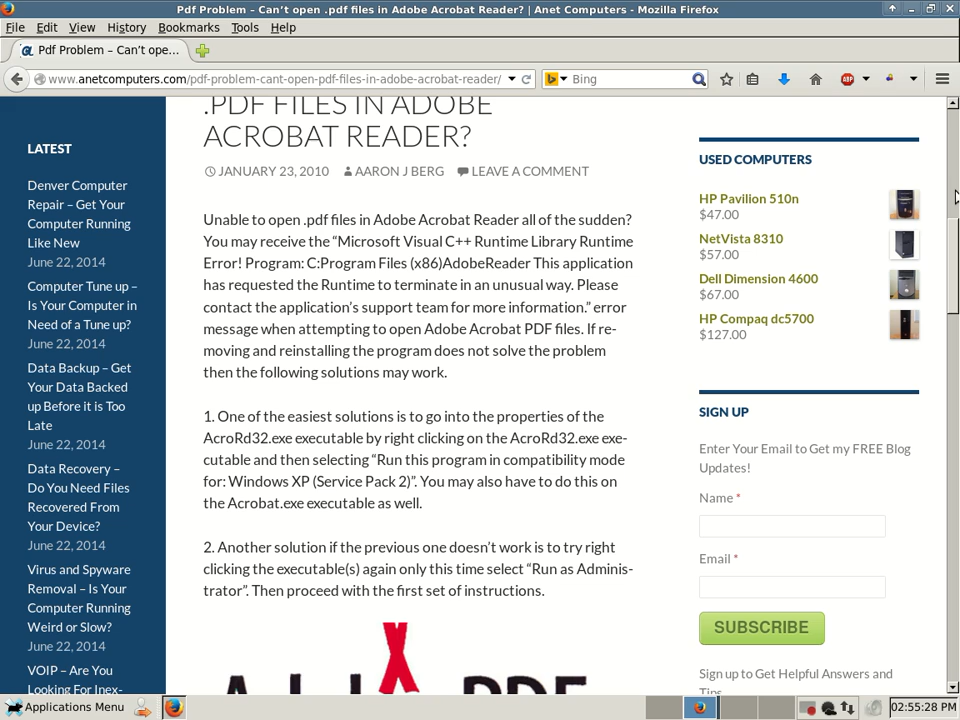 Pdf Problem – Can't open .pdf files in Adobe Acrobat Reader? | Anet Computers - Mozilla Firefox
File Edit View History Bookmarks Tools Help
Pdf Problem – Can't ope...
www.anetcomputers.com/pdf-problem-cant-open-pdf-files-in-adobe-acrobat-reader/
Bing
ABP
LATEST
Denver Computer
Repair – Get Your
Computer Running
Like New
June 22, 2014
Computer Tune up –
Is Your Computer in
Need of a Tune up?
June 22, 2014
Data Backup – Get
Your Data Backed
up Before it is Too
Late
June 22, 2014
Data Recovery –
Do You Need Files
Recovered From
Your Device?
June 22, 2014
Virus and Spyware
Removal – Is Your
Computer Running
Weird or Slow?
June 22, 2014
VOIP – Are You
Looking For Inex-
.PDF FILES IN ADOBE
ACROBAT READER?
JANUARY 23, 2010 AARON J BERG LEAVE A COMMENT
Unable to open .pdf files in Adobe Acrobat Reader all of the sudden?
You may receive the “Microsoft Visual C++ Runtime Library Runtime
Error! Program: C:Program Files (x86)AdobeReader This application
has requested the Runtime to terminate in an unusual way. Please
contact the application’s support team for more information.” error
message when attempting to open Adobe Acrobat PDF files. If re-
moving and reinstalling the program does not solve the problem
then the following solutions may work.
1. One of the easiest solutions is to go into the properties of the
AcroRd32.exe executable by right clicking on the AcroRd32.exe exe-
cutable and then selecting “Run this program in compatibility mode
for: Windows XP (Service Pack 2)”. You may also have to do this on
the Acrobat.exe executable as well.
2. Another solution if the previous one doesn’t work is to try right
clicking the executable(s) again only this time select “Run as Adminis-
trator”. Then proceed with the first set of instructions.
USED COMPUTERS
HP Pavilion 510n
$47.00
NetVista 8310
$57.00
Dell Dimension 4600
$67.00
HP Compaq dc5700
$127.00
SIGN UP
Enter Your Email to Get my FREE Blog
Updates!
Name *
Email *
SUBSCRIBE
Sign up to Get Helpful Answers and
Tips
Applications Menu
02:55:28 PM